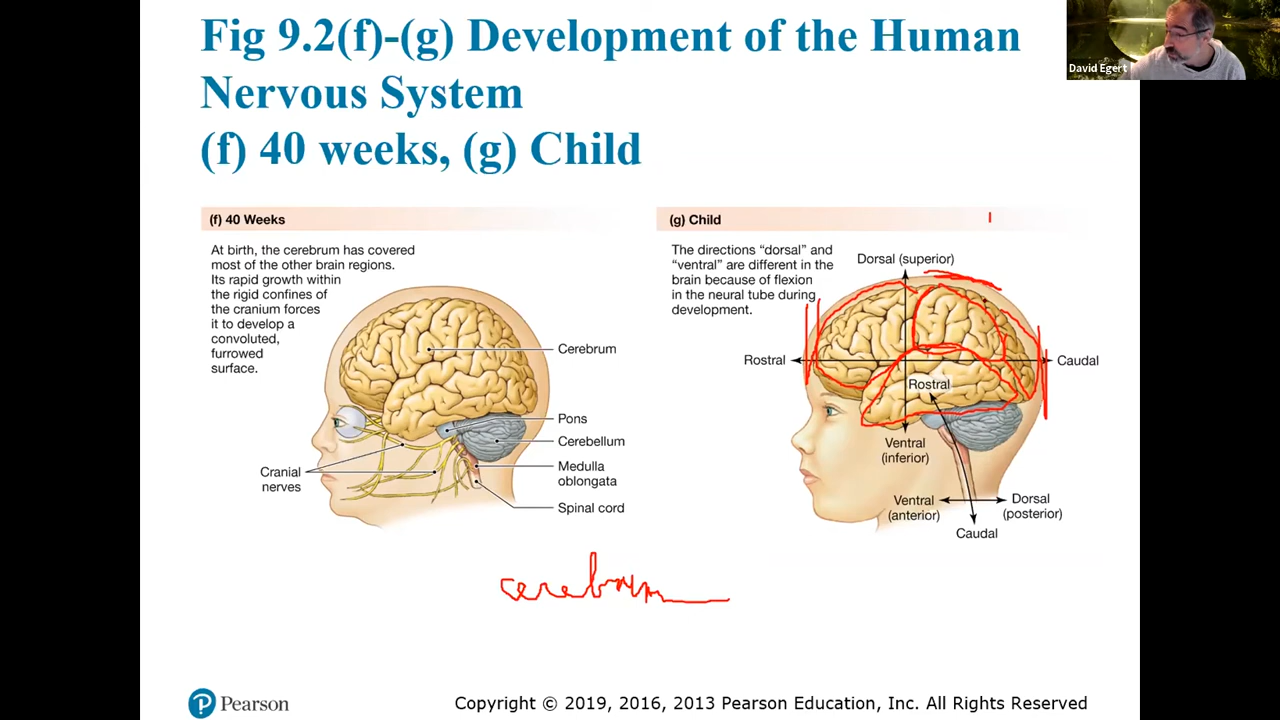 Fig 9.2(f)-(g) Development of the Human
Nervous System
(f) 40 weeks, (g) Child
David Egert
(f) 40 Weeks
At birth, the cerebrum has covered
most of the other brain regions.
Its rapid growth within
the rigid confines of
the cranium forces
it to develop a
convoluted,
furrowed
surface.
Cerebrum
Pons
Cerebellum
Medulla
oblongata
Spinal cord
Cranial
nerves
(g) Child
The directions “dorsal” and
“ventral” are different in the
brain because of flexion
in the neural tube during
development.
Dorsal (superior)
Rostral
Caudal
Rostral
Ventral
(inferior)
Ventral
(anterior)
Dorsal
(posterior)
Caudal
cerebrum
Pearson
Copyright © 2019, 2016, 2013 Pearson Education, Inc. All Rights Reserved